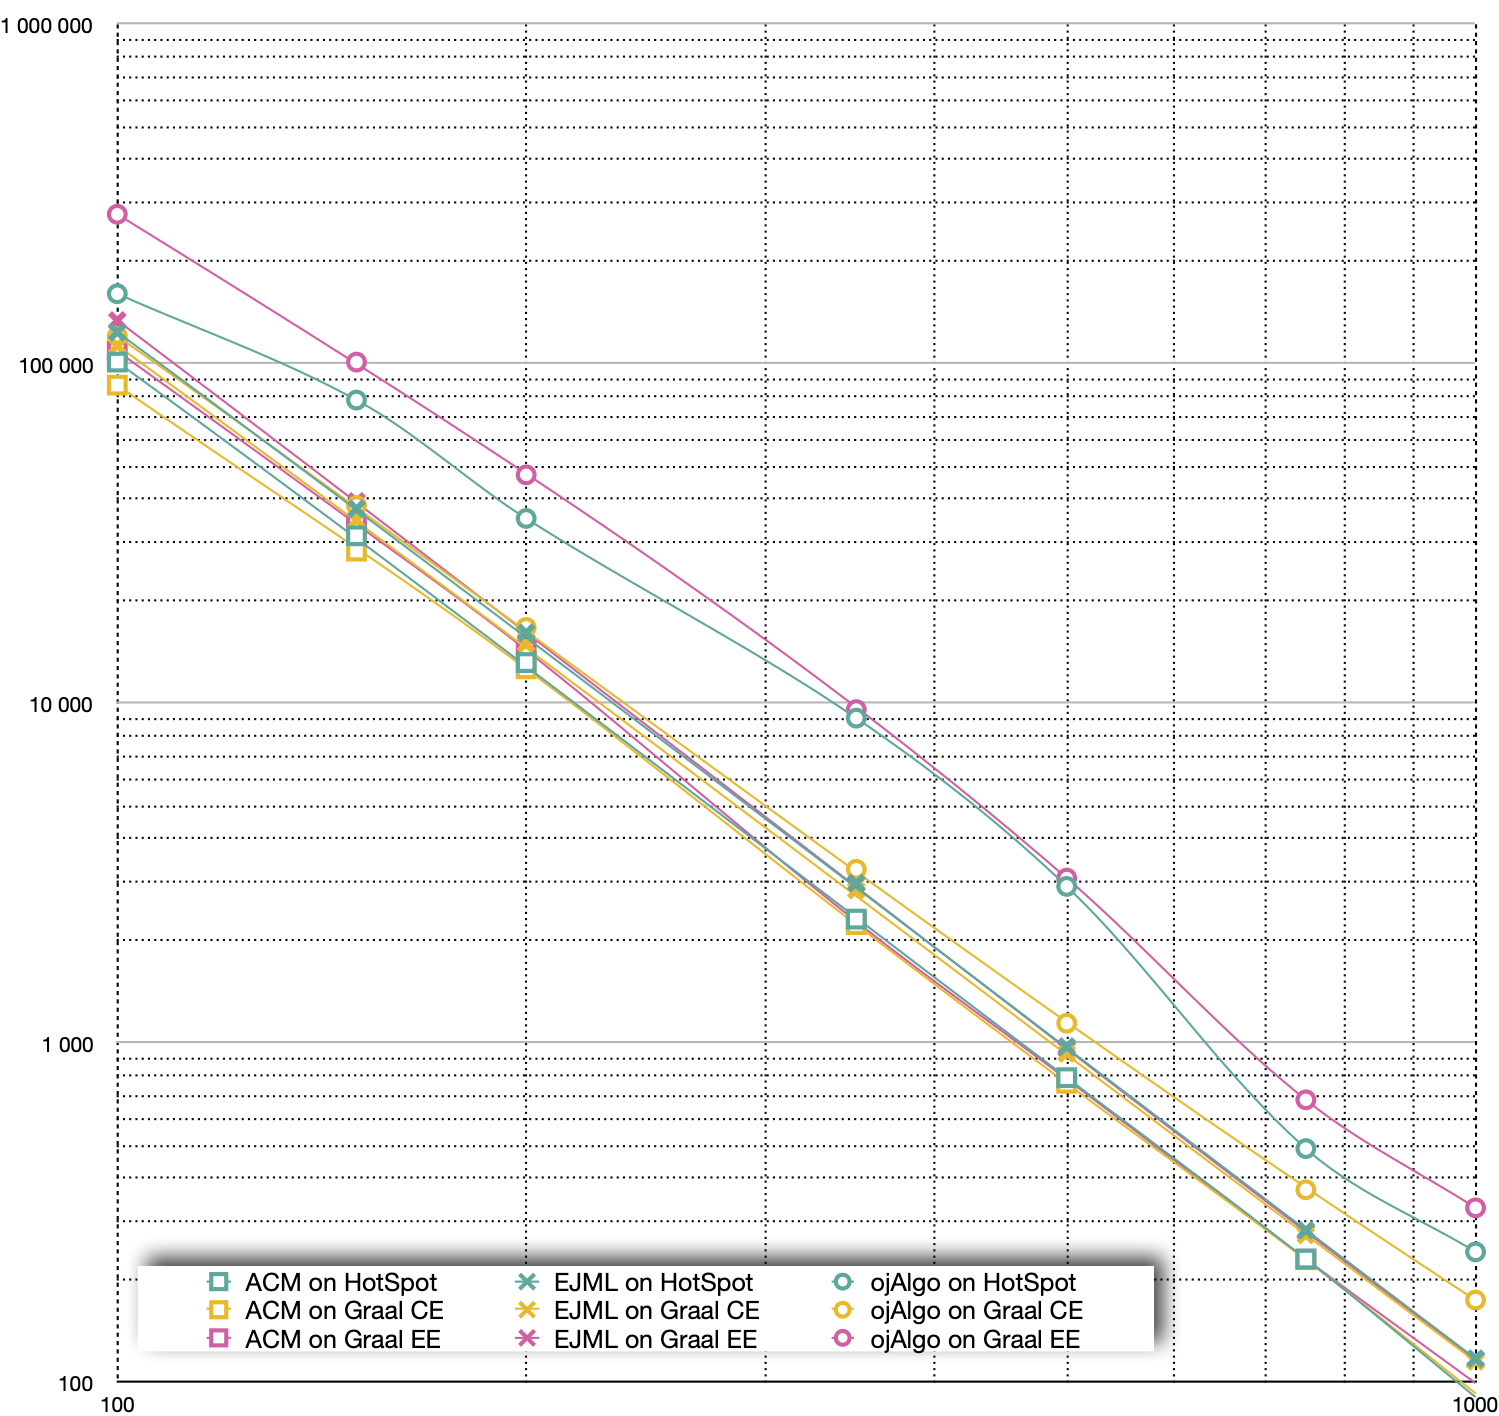 1 000 000
100 000
10 000
1 000
100
ACM on HotSpot EJML on HotSpot ojAlgo on HotSpot
ACM on Graal CE EJML on Graal CE ojAlgo on Graal CE
ACM on Graal EE EJML on Graal EE ojAlgo on Graal EE
100 1000